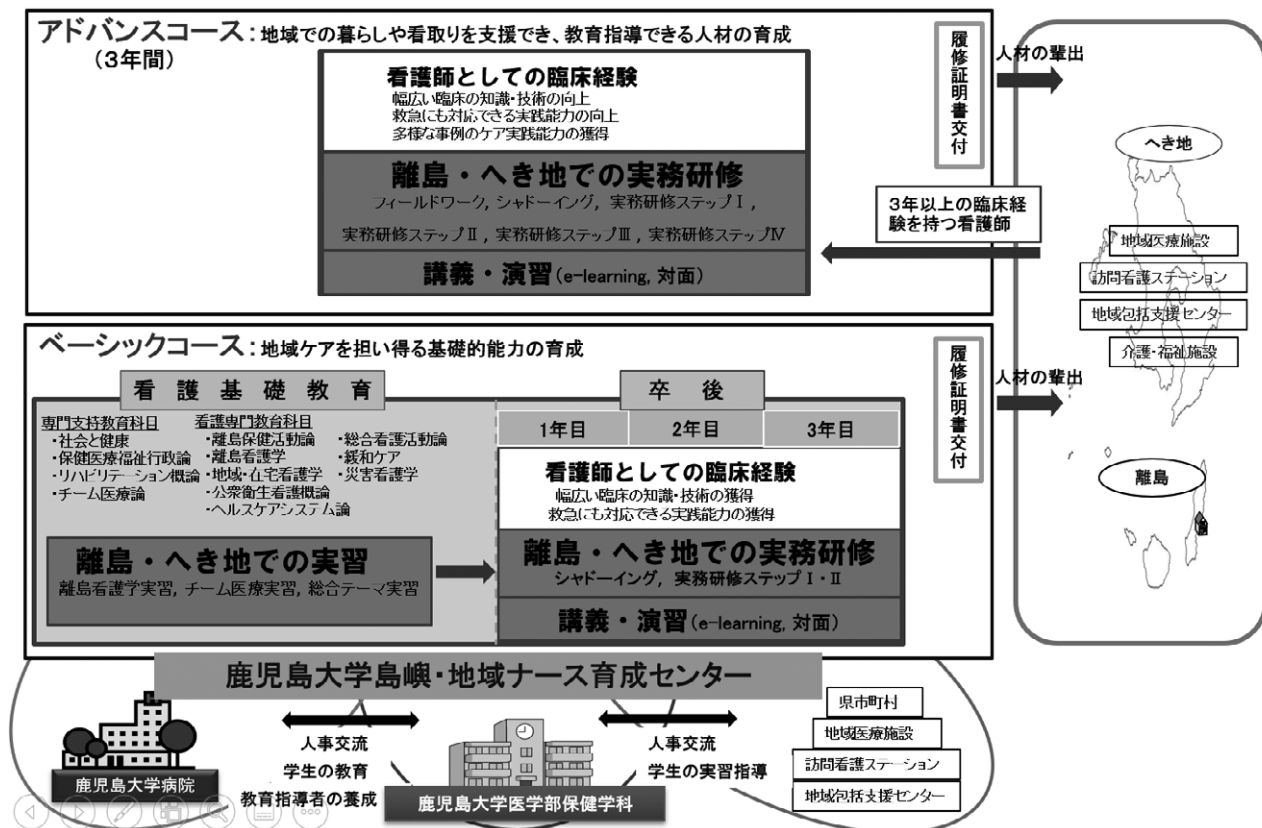 アドバンスコース：地域での暮らしや看取りを支援でき、教育指導できる人材の育成
（3年間）
看護師としての臨床経験
幅広い臨床の知識・技術の向上
救急にも対応できる実践能力の向上
多様な事例のケア実践能力の獲得
離島・へき地での実務研修
フィールドワーク, シャドーイング, 実務研修ステップⅠ,
実務研修ステップⅡ, 実務研修ステップⅢ, 実務研修ステップⅣ
講義・演習(e-learning, 対面)
履修証明書交付
人材の輩出
3年以上の臨床経
験を持つ看護師
へき地
地域医療施設
訪問看護ステーション
地域包括支援センター
介護・福祉施設
離島
ベーシックコース：地域ケアを担い得る基礎的能力の育成
看護基礎教育
専門支持教育科目
・社会と健康
・保健医療福祉行政論
・リハビリテーション概論
・チーム医療論
看護専門教育科目
・離島保健活動論
・離島看護学
・地域・在宅看護学
・公衆衛生看護概論
・ヘルスケアシステム論
・総合看護活動論
・緩和ケア
・災害看護学
離島・へき地での実習
離島看護学実習, チーム医療実習, 総合テーマ実習
卒後
1年目
2年目
3年目
看護師としての臨床経験
幅広い臨床の知識・技術の獲得
救急にも対応できる実践能力の獲得
離島・へき地での実務研修
シャドーイング, 実務研修ステップⅠ・Ⅱ
講義・演習(e-learning, 対面)
履修証明書交付
人材の輩出
鹿児島大学島嶼・地域ナース育成センター
鹿児島大学病院
人事交流
学生の教育
教育指導者の養成
鹿児島大学医学部保健学科
人事交流
学生の実習指導
県市町村
地域医療施設
訪問看護ステーション
地域包括支援センター